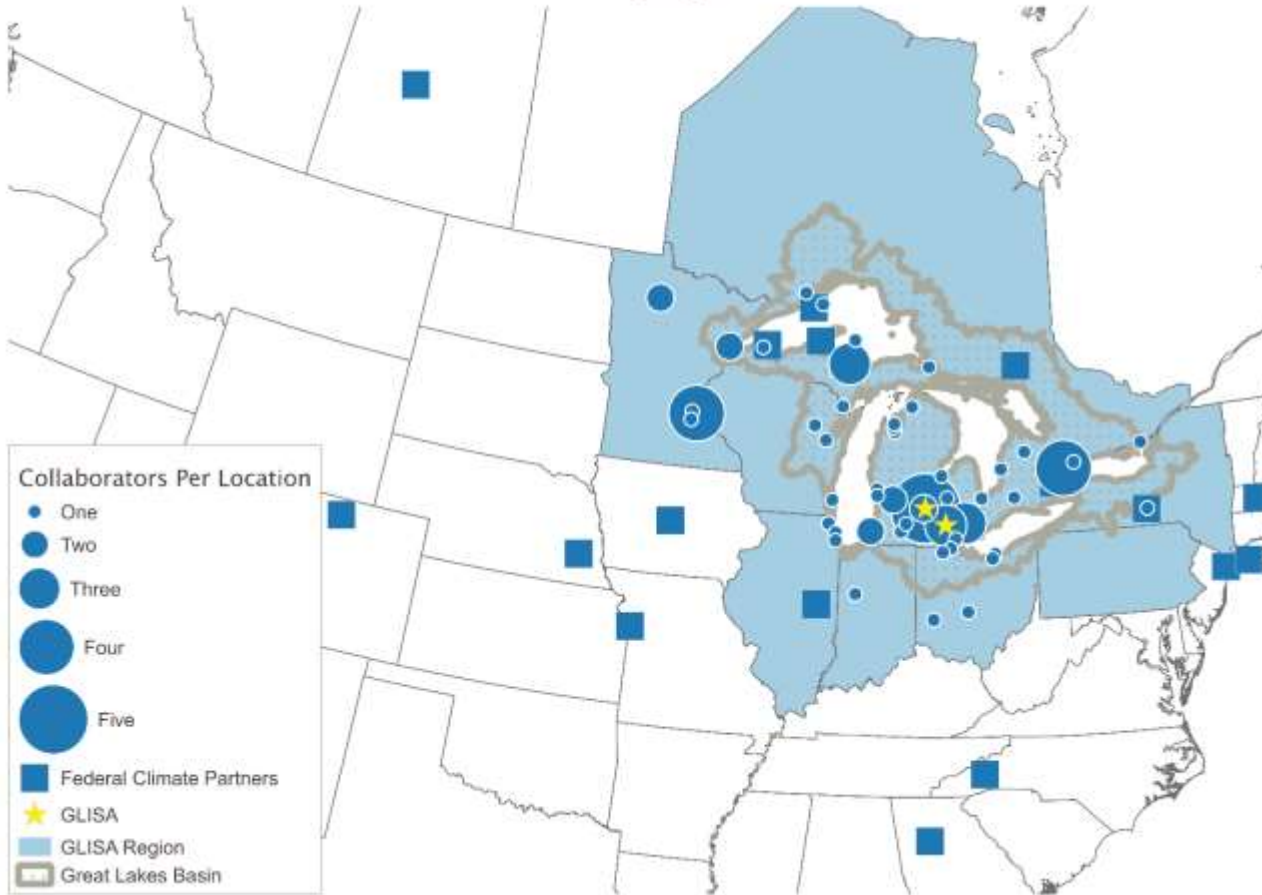 Collaborators Per Location
One
Two
Three
Four
Five
Federal Climate Partners
GLISA
GLISA Region
Great Lakes Basin